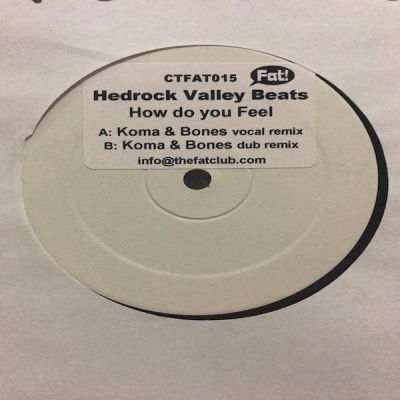 CTFAT015 Fat!
Hedrock Valley Beats
How do you Feel
A: Koma & Bones vocal remix
B: Koma & Bones dub remix
info@thefatclub.com